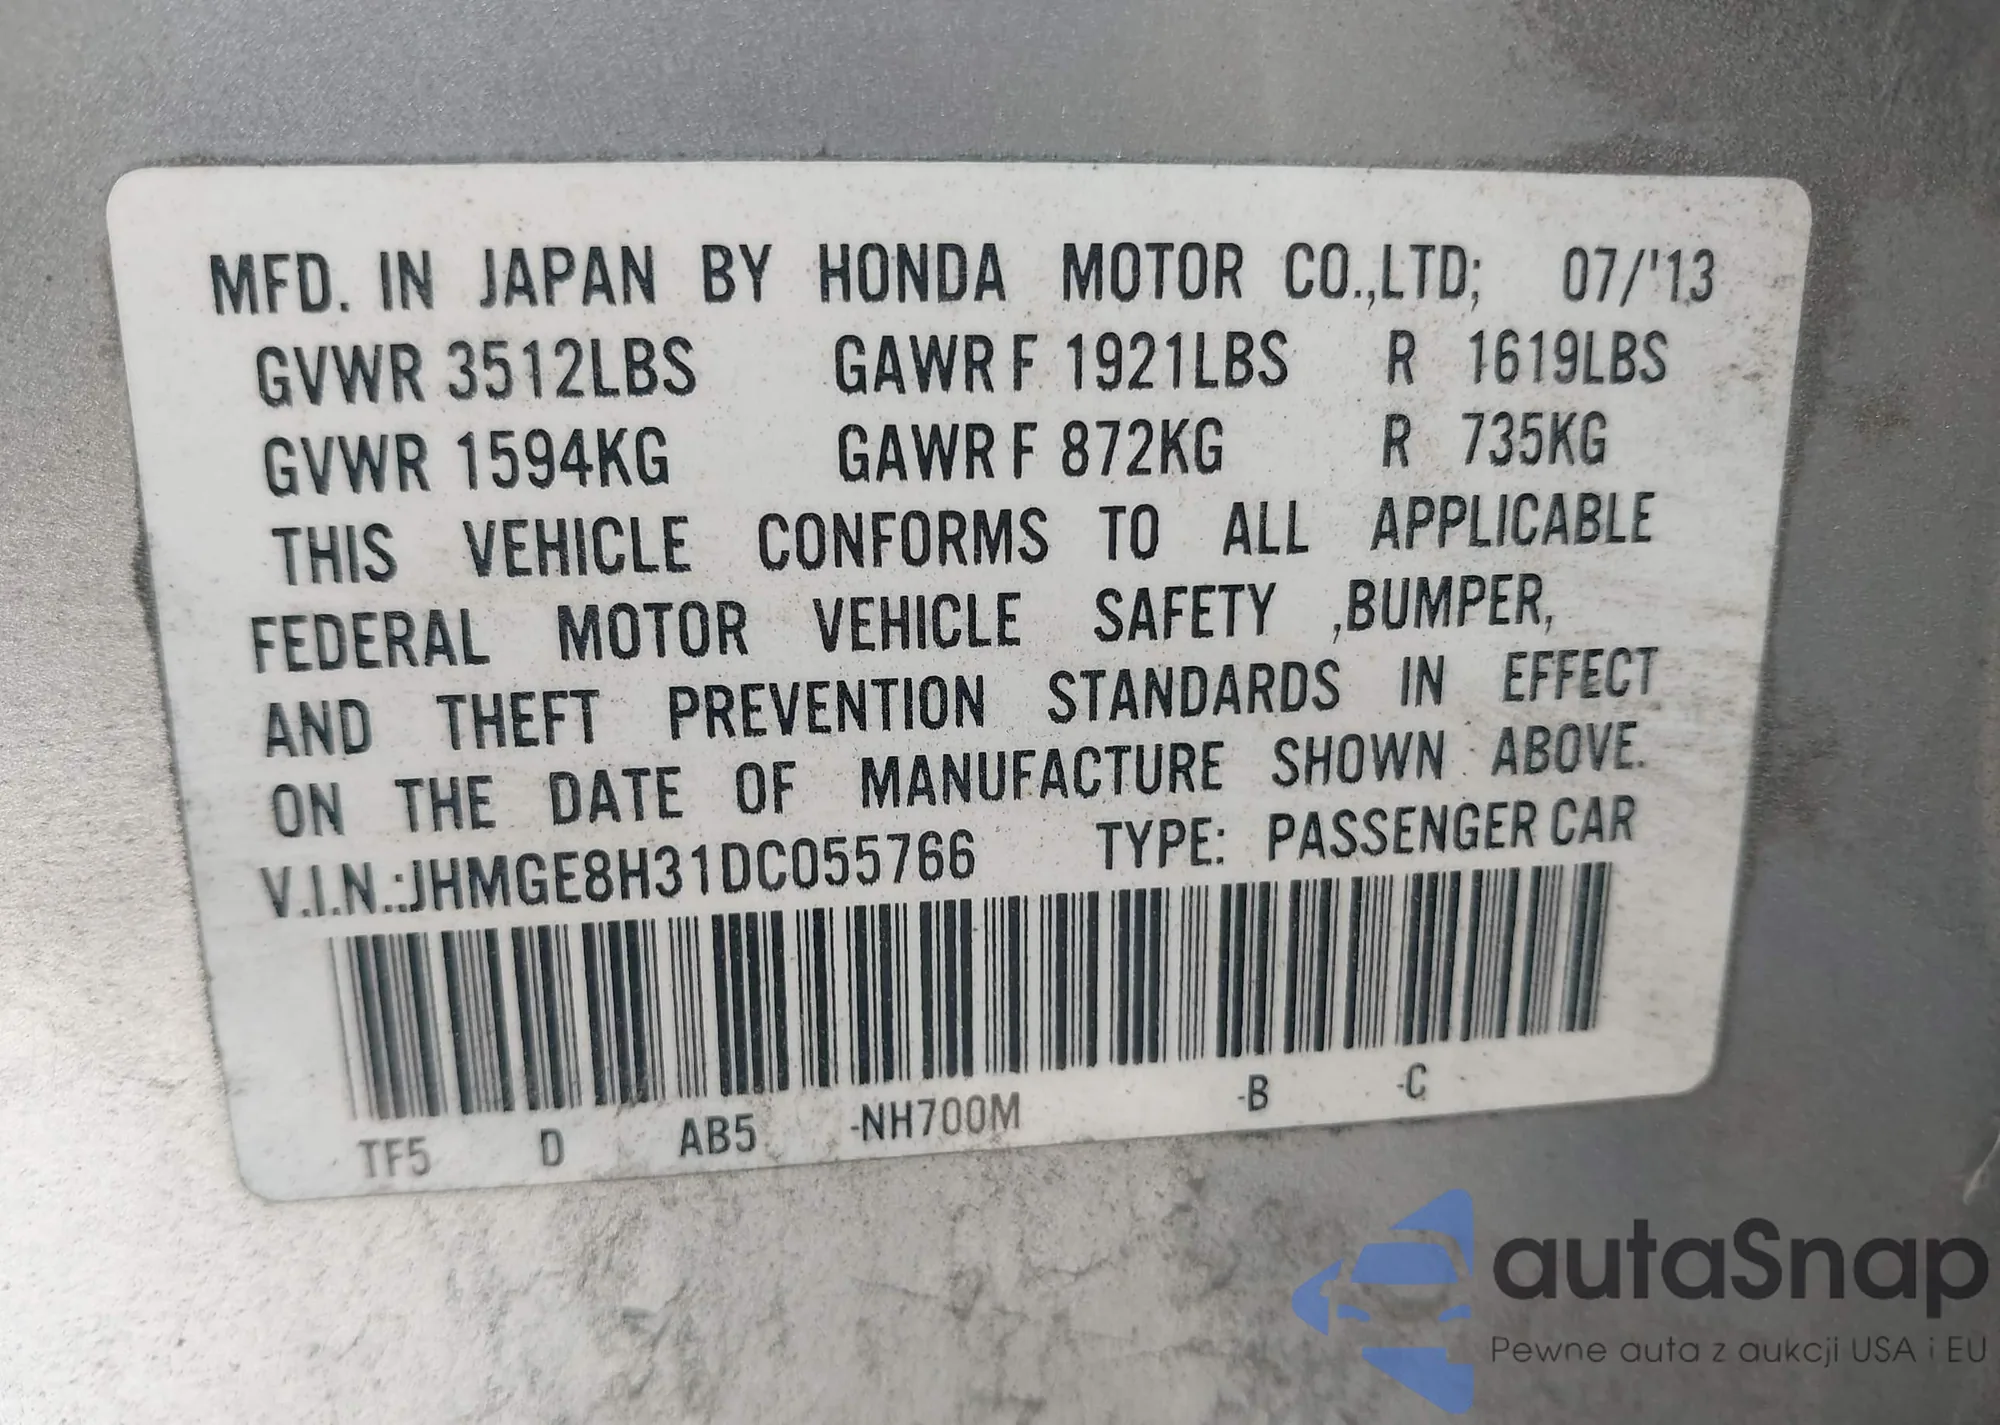 MFD. IN JAPAN BY HONDA MOTOR CO.,LTD; 07/'13
GVWR 3512LBS GAWR F 1921LBS R 1619LBS
GVWR 1594KG GAWR F 872KG R 735KG
THIS VEHICLE CONFORMS TO ALL APPLICABLE
FEDERAL MOTOR VEHICLE SAFETY ,BUMPER,
AND THEFT PREVENTION STANDARDS IN EFFECT
ON THE DATE OF MANUFACTURE SHOWN ABOVE.
V.I.N.:JHMGE8H31DC055766 TYPE: PASSENGER CAR
TF5 D AB5 -NH700M -B -C
autaSnap
Pewne auta z aukcji USA i EU